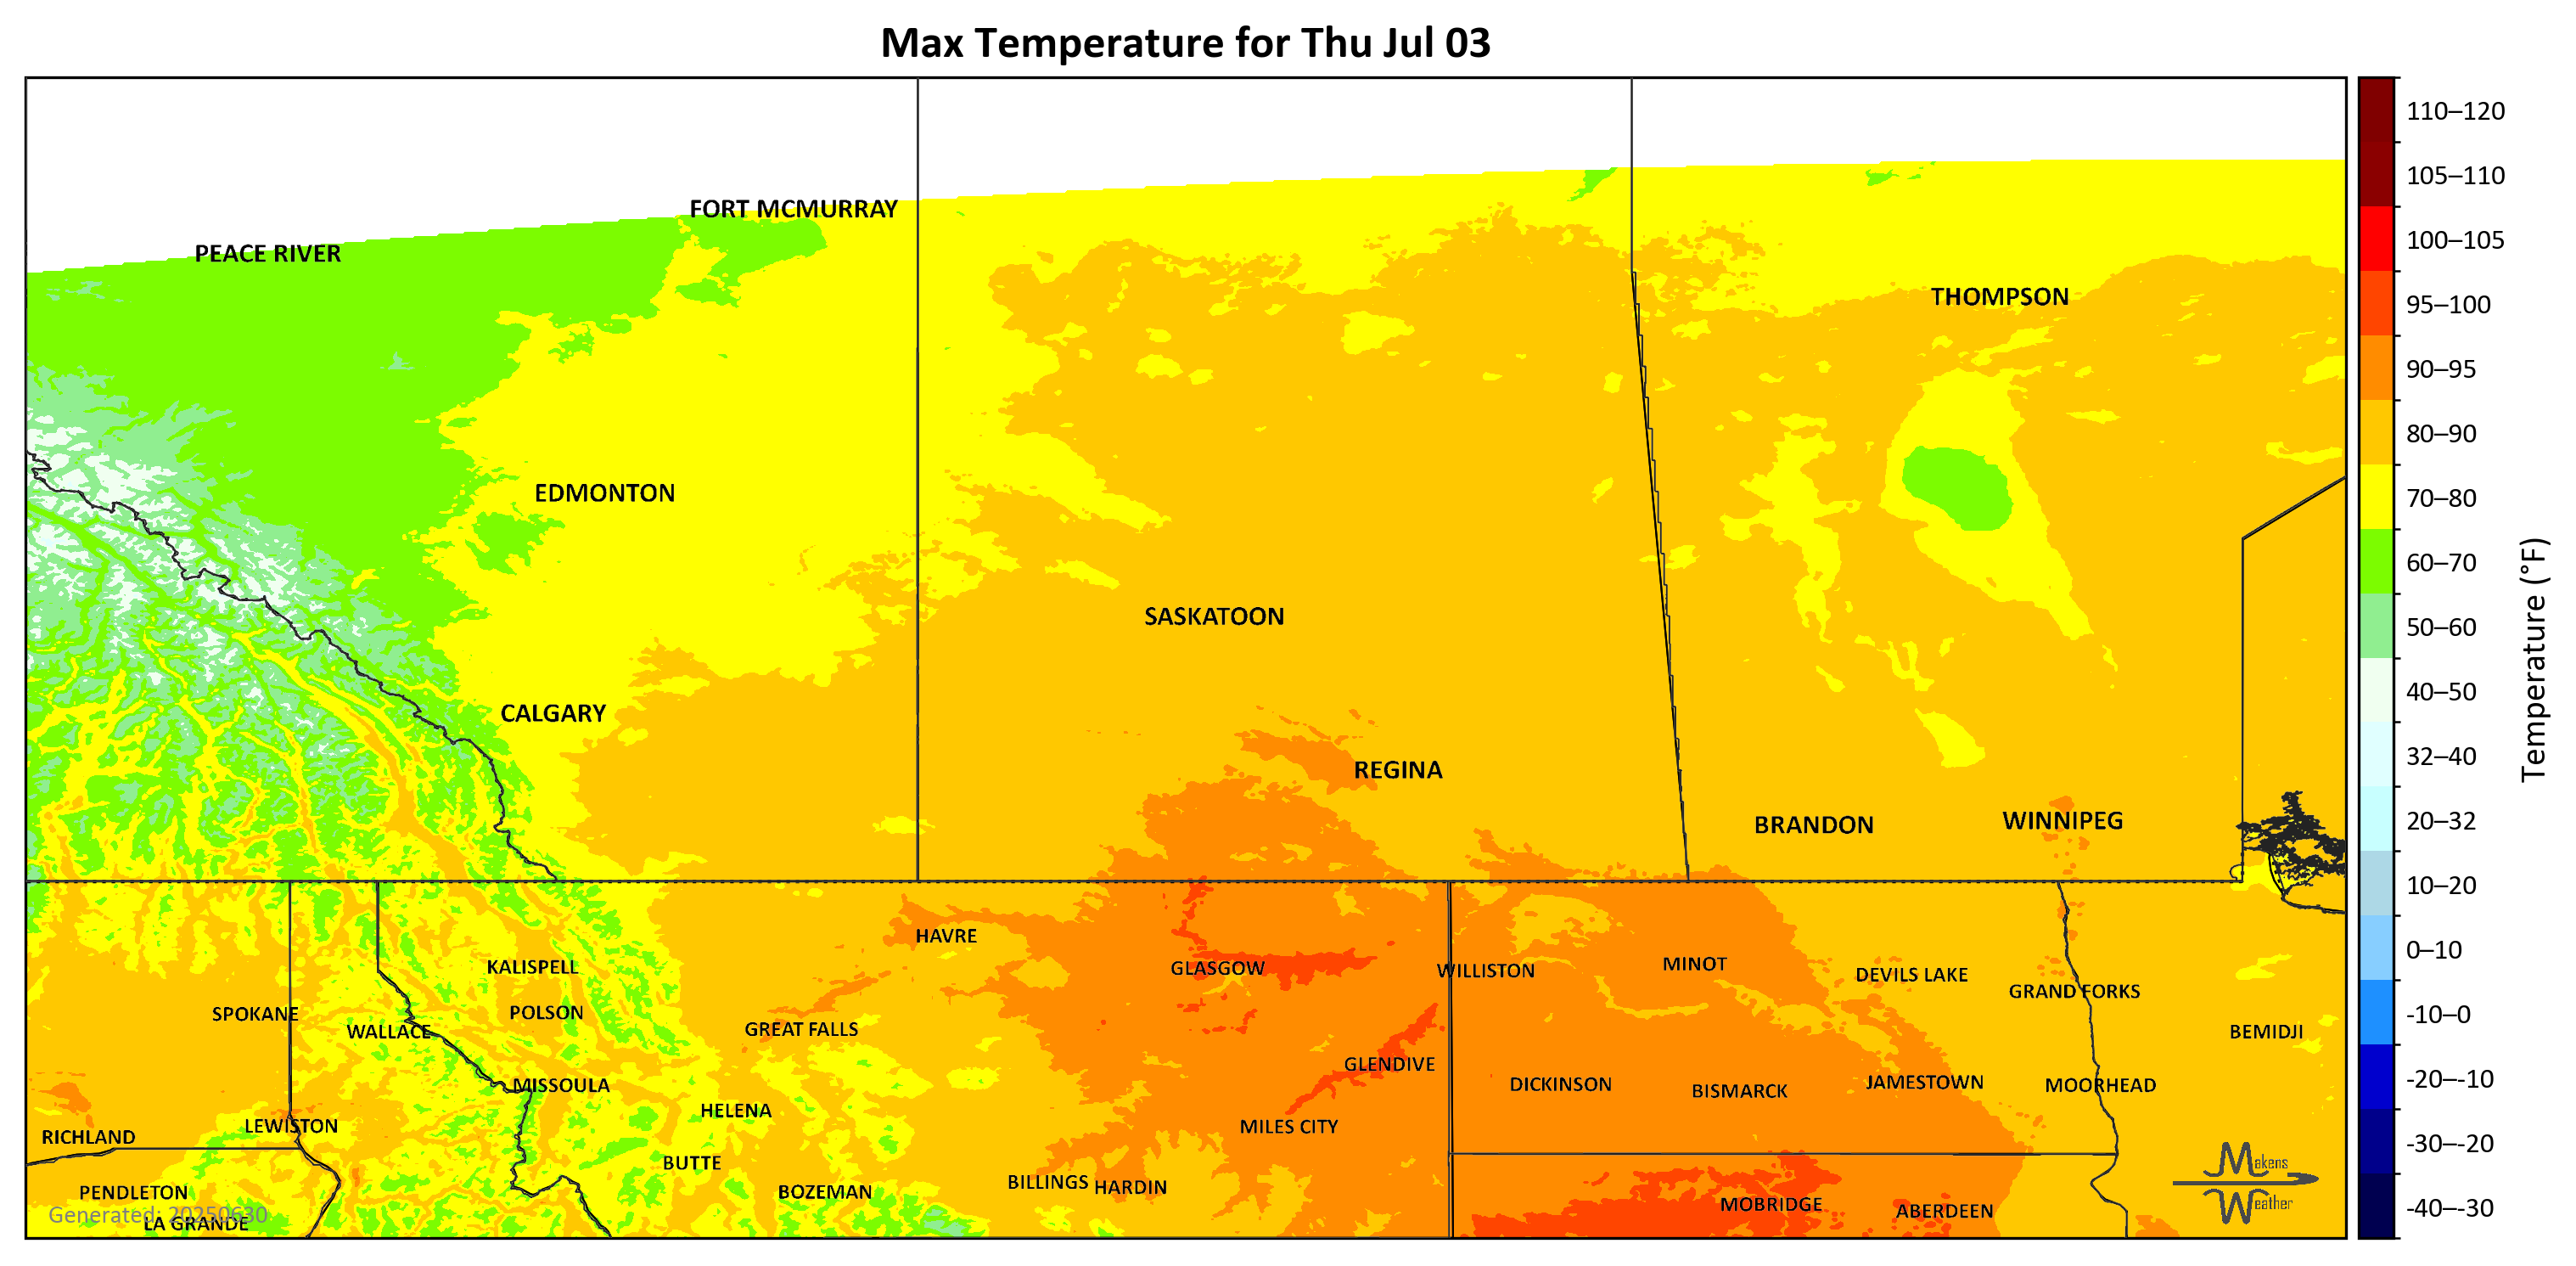 Max Temperature for Thu Jul 03
110–120
105–110
FORT MCMURRAY
100–105
PEACE RIVER
THOMPSON
95–100
90–95
80–90
EDMONTON
70–80
60–70
SASKATOON
50–60
Temperature (°F)
40–50
CALGARY
32–40
REGINA
20–32
WINNIPEG
BRANDON
10–20
HAVRE
0–10
MINOT
KALISPELL
GLASGOW
WILLISTON
DEVILS LAKE
GRAND FORKS
POLSON
SPOKANE
-10–0
GREAT FALLS
WALLACE
BEMIDJI
GLENDIVE
-20–-10
MISSOULA
DICKINSON
BISMARCK
JAMESTOWN
MOORHEAD
HELENA
LEWISTON
MILES CITY
RICHLAND
-30–-20
BUTTE
Makens
BILLINGS
HARDIN
PENDLETON
BOZEMAN
Weather
MOBRIDGE
ABERDEEN
-40–-30
Generated: 20250630
LA GRANDE